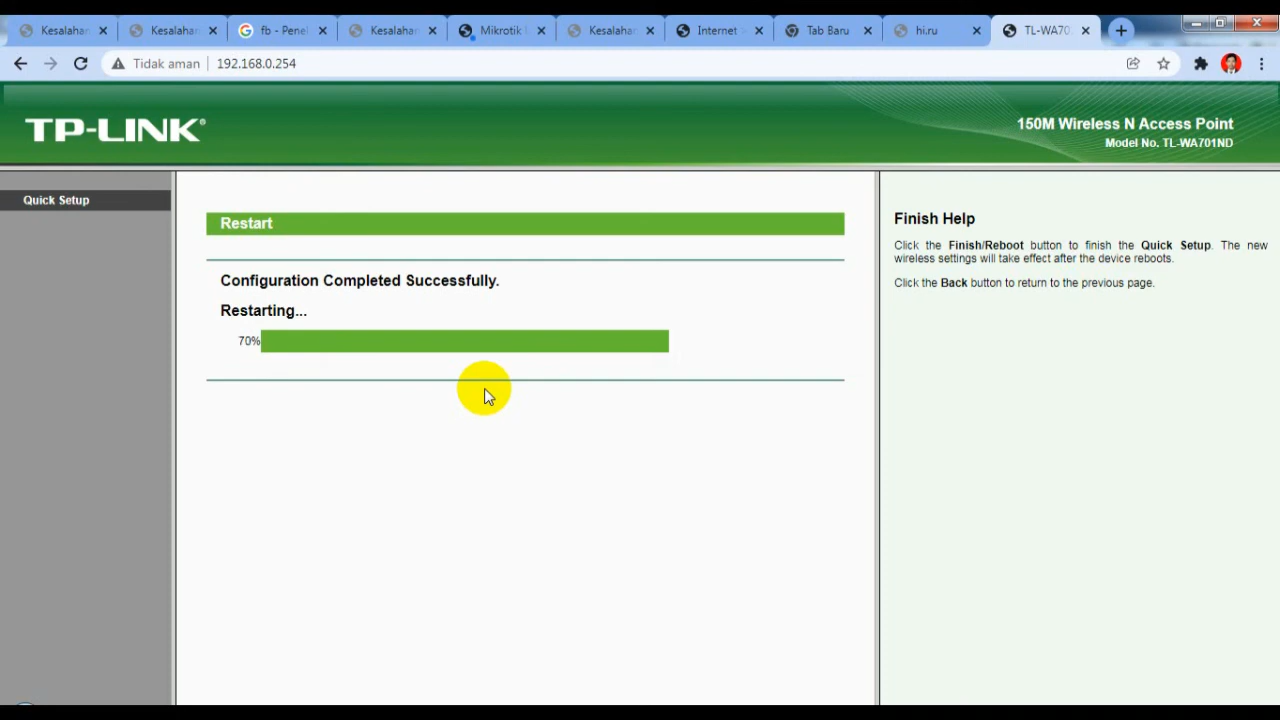 Kesalahan
Kesalahan
fb - Penel
Kesalahan
Mikrotik
Kesalahan
Internet
Tab Baru
hi.ru
TL-WA70
Tidak aman
192.168.0.254
TP-LINK®
150M Wireless N Access Point
Model No. TL-WA701ND
Quick Setup
Restart
Configuration Completed Successfully.
Restarting...
70%
Finish Help
Click the Finish/Reboot button to finish the Quick Setup. The new
wireless settings will take effect after the device reboots.
Click the Back button to return to the previous page.